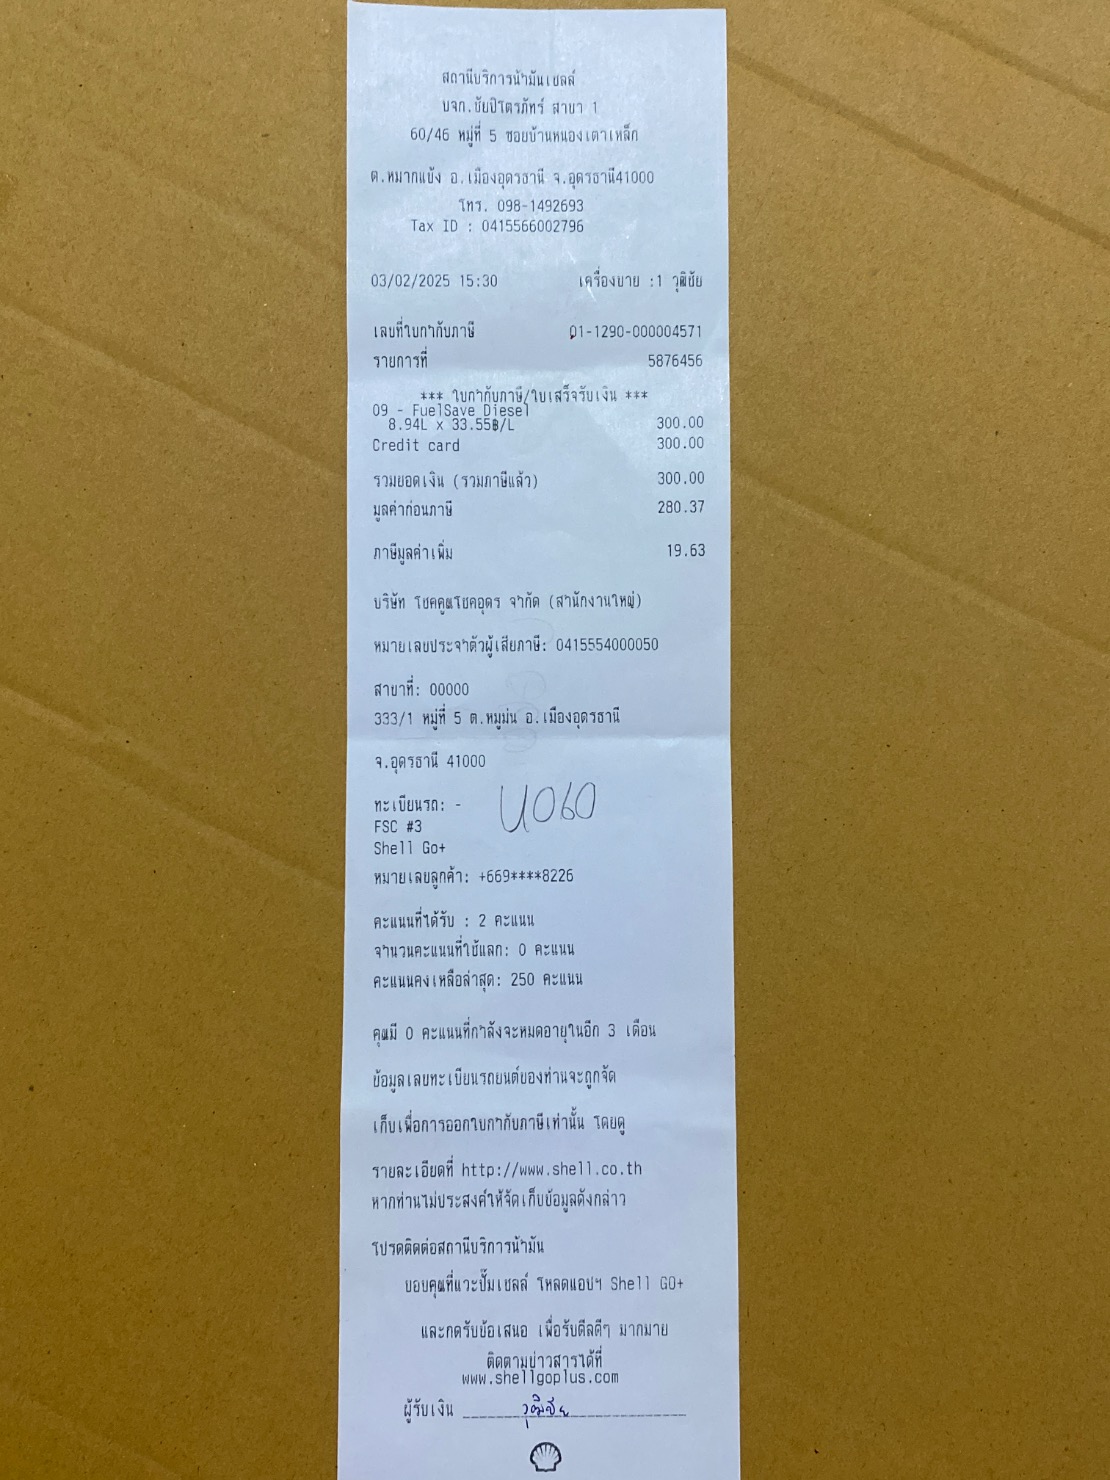 สถานีบริการน้ำมันเชลล์
บจก.ชัยปิโตรภัทร์ สาขา 1
60/46 หมู่ที่ 5 ซอยบ้านหนองเตาเหล็ก
ต.หมากแข้ง อ.เมืองอุดรธานี จ.อุดรธานี41000
โทร. 098-1492693
Tax ID : 0415566002796
03/02/2025 15:30 เครื่องขาย :1 วุฒิชัย
เลขที่ใบกำกับภาษี 01-1290-000004571
รายการที่ 5876456
*** ใบกำกับภาษี/ใบเสร็จรับเงิน ***
09 - FuelSave Diesel
8.94L x 33.55฿/L 300.00
Credit card 300.00
รวมยอดเงิน (รวมภาษีแล้ว) 300.00
มูลค่าก่อนภาษี 280.37
ภาษีมูลค่าเพิ่ม 19.63
บริษัท โชคคูณโชคอุดร จำกัด (สำนักงานใหญ่)
หมายเลขประจำตัวผู้เสียภาษี: 0415554000050
สาขาที่: 00000
333/1 หมู่ที่ 5 ต.หมูม่น อ.เมืองอุดรธานี
จ.อุดรธานี 41000
ทะเบียนรถ: -
FSC #3
Shell Go+
หมายเลขลูกค้า: +669****8226
คะแนนที่ได้รับ : 2 คะแนน
จำนวนคะแนนที่ใช้แลก: 0 คะแนน
คะแนนคงเหลือล่าสุด: 250 คะแนน
คุณมี 0 คะแนนที่กำลังจะหมดอายุในอีก 3 เดือน
ข้อมูลเลขทะเบียนรถยนต์ของท่านจะถูกจัด
เก็บเพื่อการออกใบกำกับภาษีเท่านั้น โดยดู
รายละเอียดที่ http://www.shell.co.th
หากท่านไม่ประสงค์ให้จัดเก็บข้อมูลดังกล่าว
โปรดติดต่อสถานีบริการน้ำมัน
ขอบคุณที่แวะปั๊มเชลล์ โหลดแอปฯ Shell GO+
และกดรับข้อเสนอ เพื่อรับดีลดีๆ มากมาย
ติดตามข่าวสารได้ที่
www.shellgoplus.com
ผู้รับเงิน วุฒิชัย